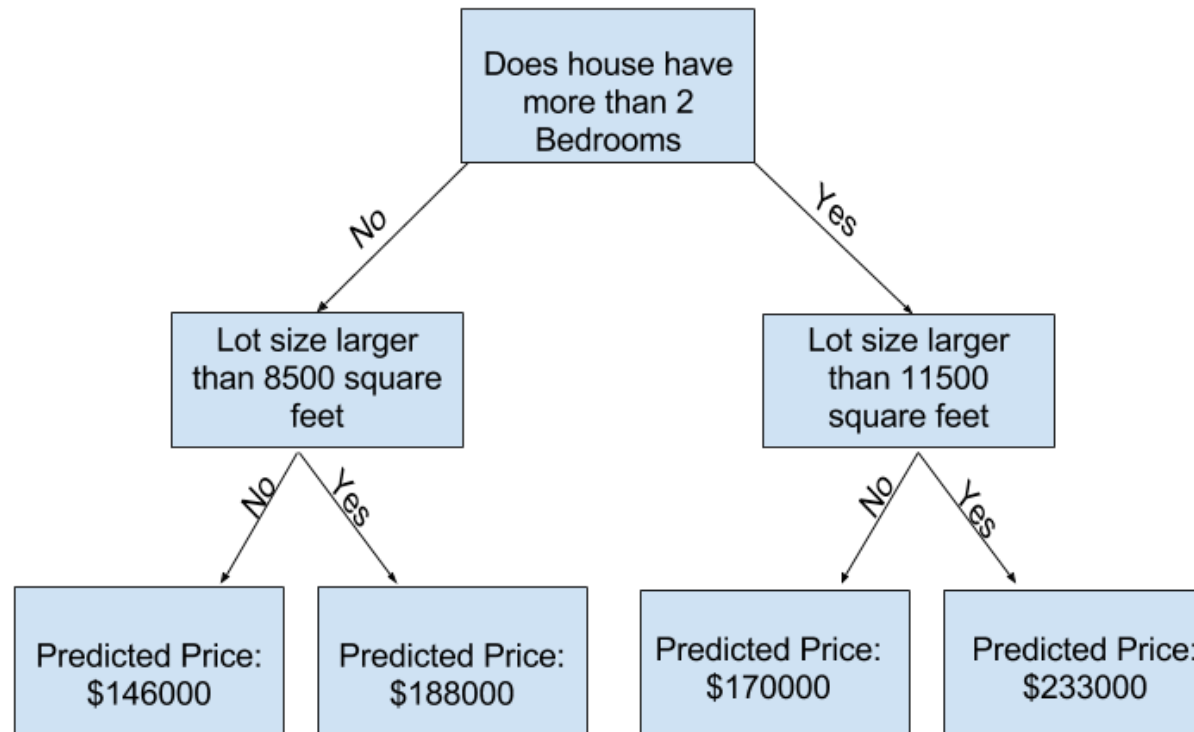 Does house have
more than 2
Bedrooms
No
Yes
Lot size larger
than 8500 square
feet
Lot size larger
than 11500
square feet
No
Yes
No
Yes
Predicted Price:
$146000
Predicted Price:
$188000
Predicted Price:
$170000
Predicted Price:
$233000